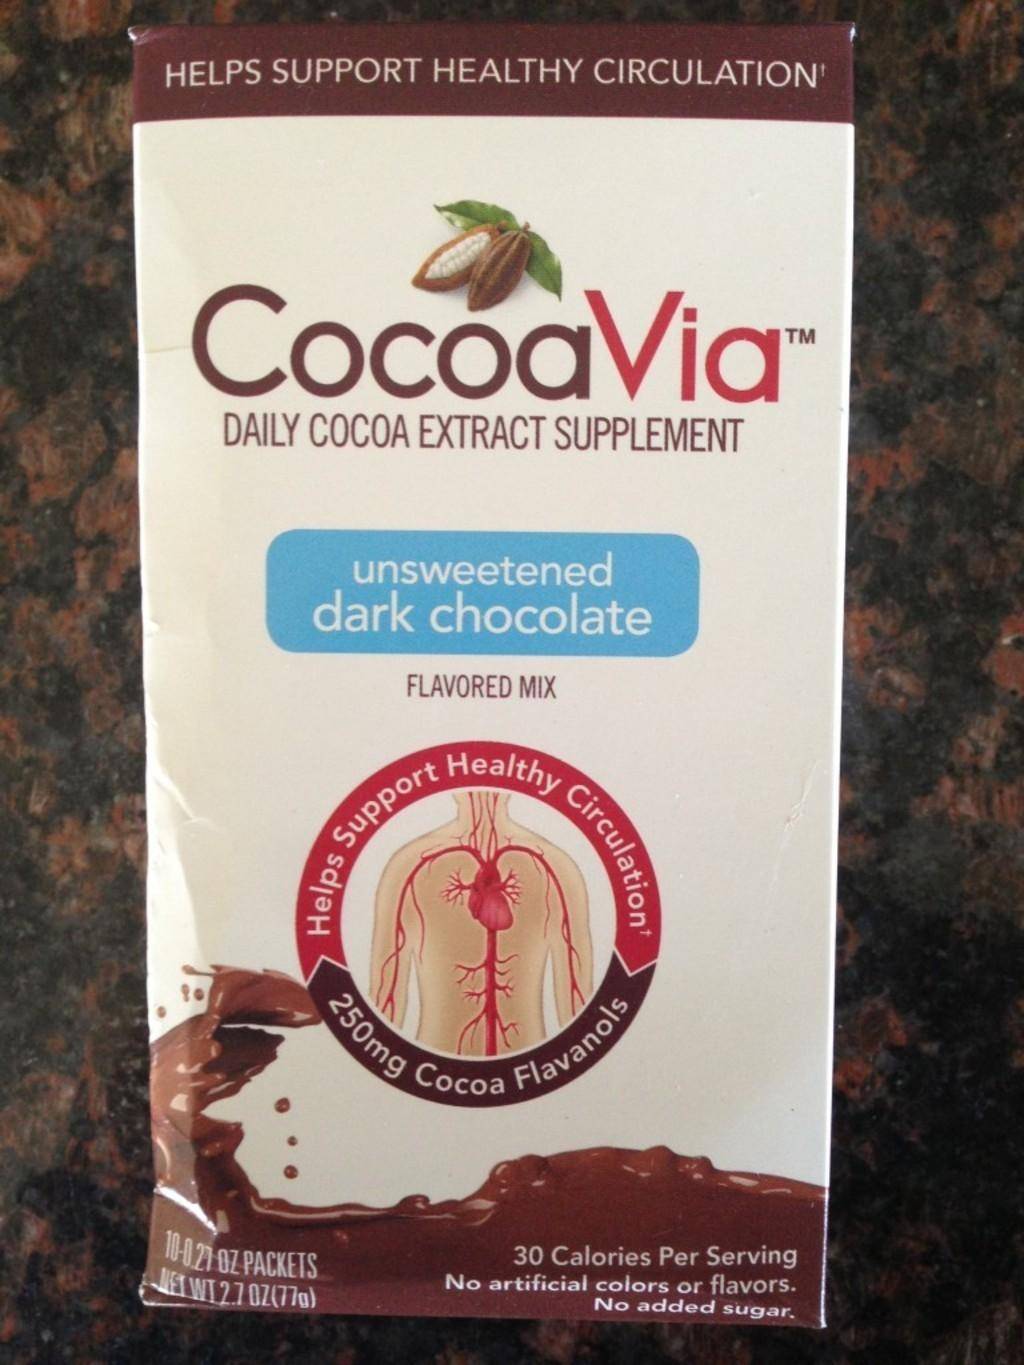 HELPS SUPPORT HEALTHY CIRCULATION†
CocoaVia™
DAILY COCOA EXTRACT SUPPLEMENT
unsweetened
dark chocolate
FLAVORED MIX
Helps Support Healthy Circulation†
250mg Cocoa Flavanols
10-0.27 OZ PACKETS
NET WT 2.7 OZ (77g)
30 Calories Per Serving
No artificial colors or flavors.
No added sugar.